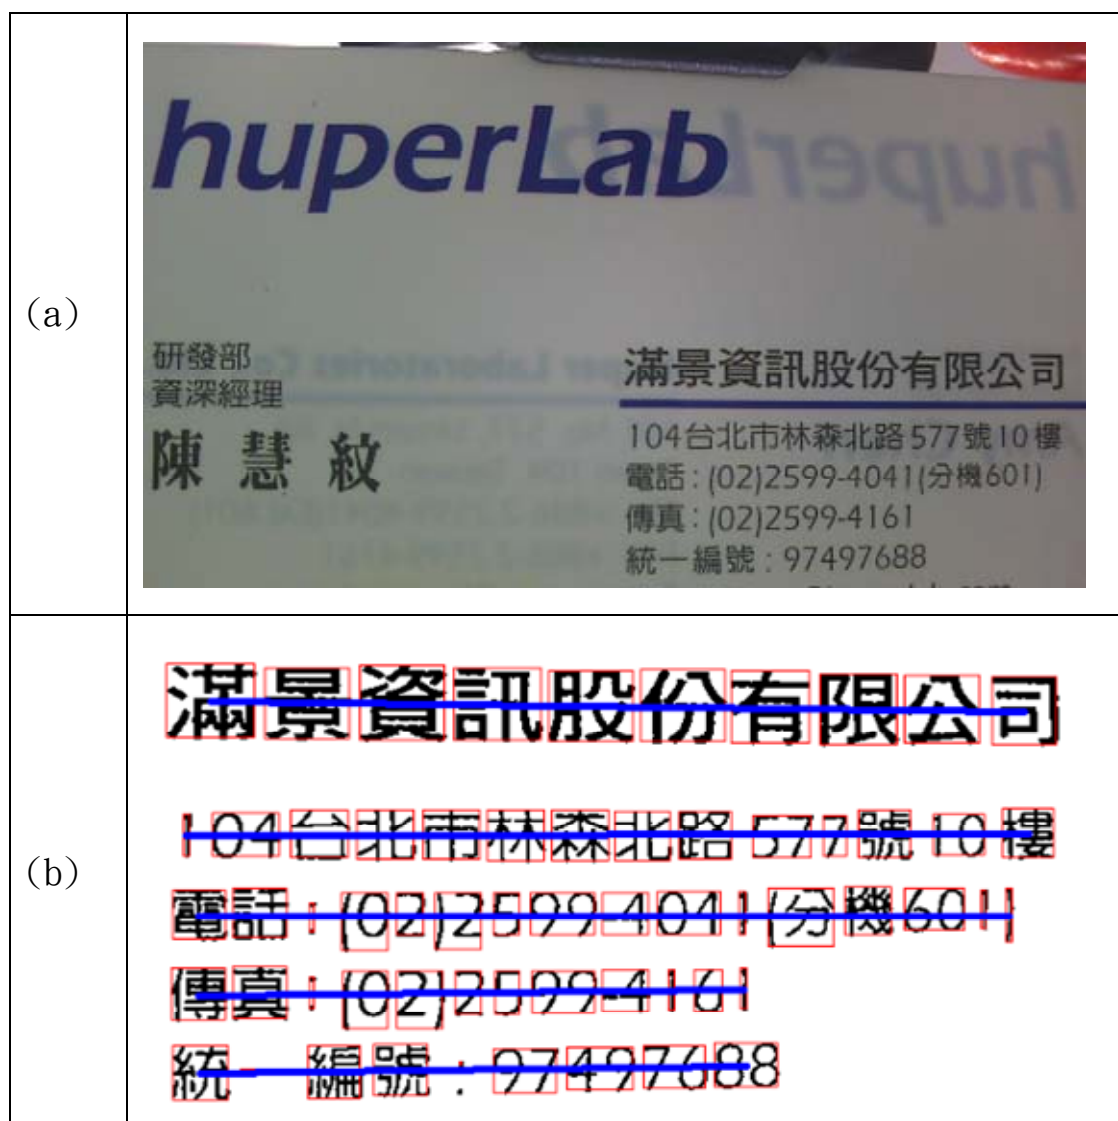 (a)
huperLab
研發部
資深經理
陳慧紋
滿景資訊股份有限公司
104台北市林森北路577號10樓
電話：(02)2599-4041(分機601)
傳真：(02)2599-4161
統一編號：97497688
(b)
滿景資訊股份有限公司
104台北市林森北路577號10樓
電話：(02)2599-4041(分機601)
傳真：(02)2599-4161
統一編號：97497688